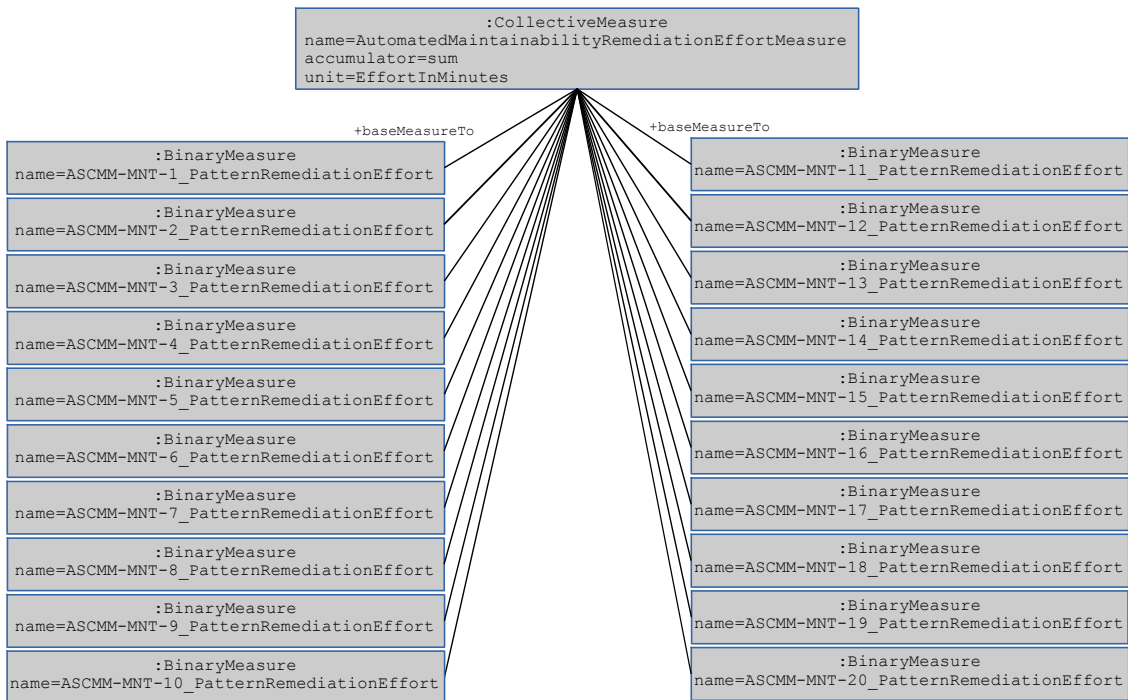 :CollectiveMeasure
name=AutomatedMaintainabilityRemediationEffortMeasure
accumulator=sum
unit=EffortInMinutes
+baseMeasureTo
:BinaryMeasure
name=ASCMM-MNT-1_PatternRemediationEffort
:BinaryMeasure
name=ASCMM-MNT-2_PatternRemediationEffort
:BinaryMeasure
name=ASCMM-MNT-3_PatternRemediationEffort
:BinaryMeasure
name=ASCMM-MNT-4_PatternRemediationEffort
:BinaryMeasure
name=ASCMM-MNT-5_PatternRemediationEffort
:BinaryMeasure
name=ASCMM-MNT-6_PatternRemediationEffort
:BinaryMeasure
name=ASCMM-MNT-7_PatternRemediationEffort
:BinaryMeasure
name=ASCMM-MNT-8_PatternRemediationEffort
:BinaryMeasure
name=ASCMM-MNT-9_PatternRemediationEffort
:BinaryMeasure
name=ASCMM-MNT-10_PatternRemediationEffort
+baseMeasureTo
:BinaryMeasure
name=ASCMM-MNT-11_PatternRemediationEffort
:BinaryMeasure
name=ASCMM-MNT-12_PatternRemediationEffort
:BinaryMeasure
name=ASCMM-MNT-13_PatternRemediationEffort
:BinaryMeasure
name=ASCMM-MNT-14_PatternRemediationEffort
:BinaryMeasure
name=ASCMM-MNT-15_PatternRemediationEffort
:BinaryMeasure
name=ASCMM-MNT-16_PatternRemediationEffort
:BinaryMeasure
name=ASCMM-MNT-17_PatternRemediationEffort
:BinaryMeasure
name=ASCMM-MNT-18_PatternRemediationEffort
:BinaryMeasure
name=ASCMM-MNT-19_PatternRemediationEffort
:BinaryMeasure
name=ASCMM-MNT-20_PatternRemediationEffort